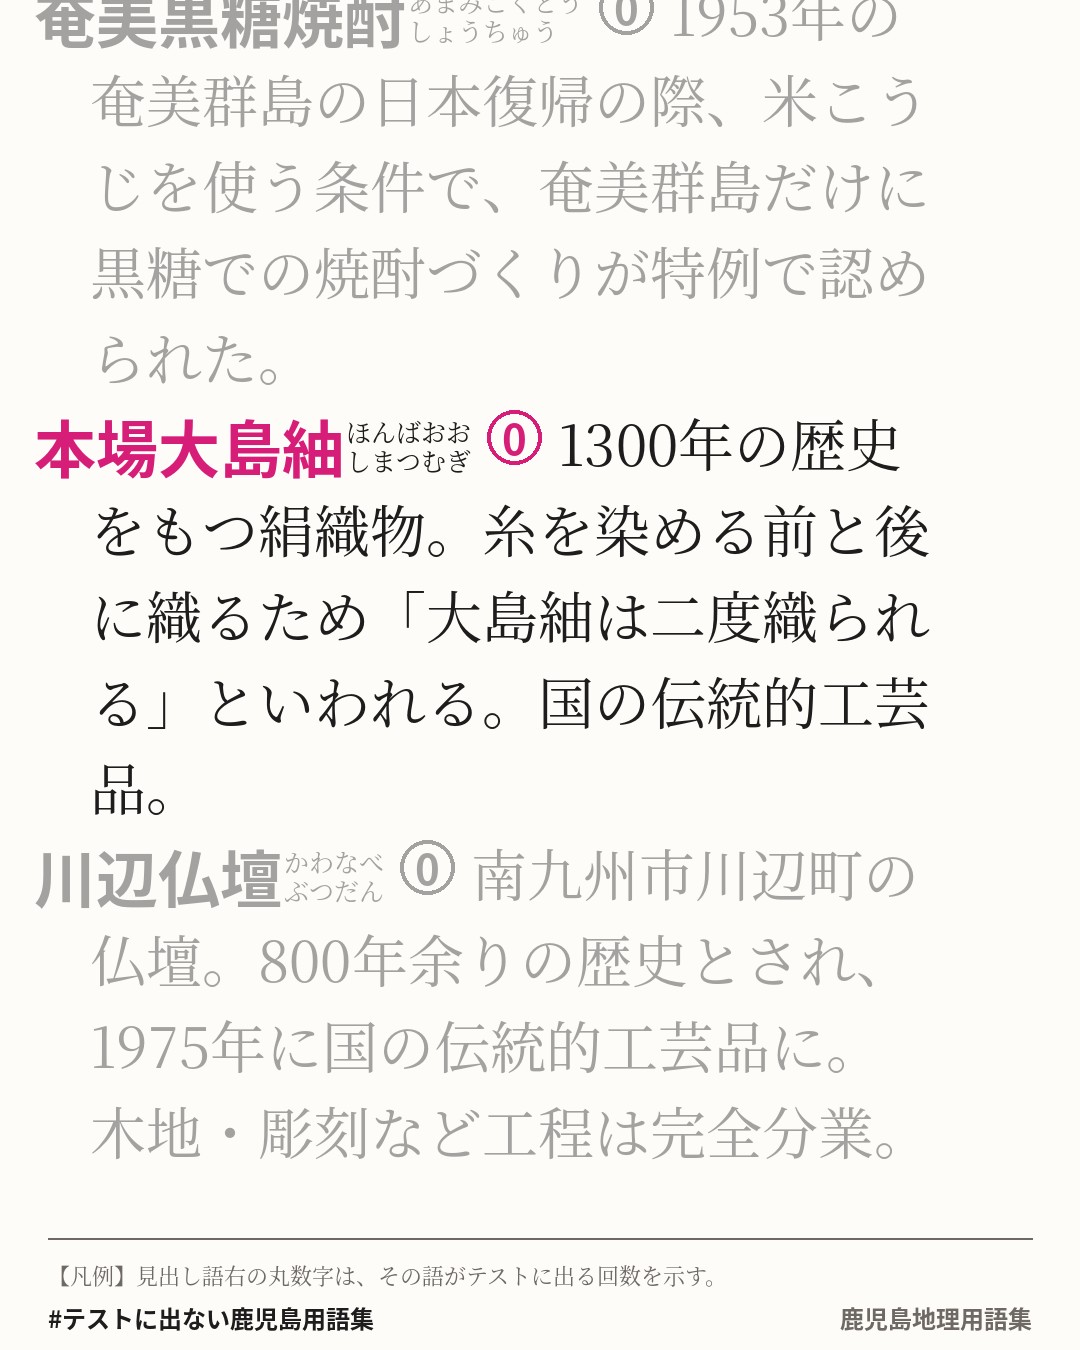 奄美黒糖焼酎 あまみこくとうしょうちゅう ⓪ 1953年の
奄美群島の日本復帰の際、米こう
じを使う条件で、奄美群島だけに
黒糖での焼酎づくりが特例で認め
られた。
本場大島紬 ほんばおおしまつむぎ ⓪ 1300年の歴史
をもつ絹織物。糸を染める前と後
に織るため「大島紬は二度織られ
る」といわれる。国の伝統的工芸
品。
川辺仏壇 かわなべぶつだん ⓪ 南九州市川辺町の
仏壇。800年余りの歴史とされ、
1975年に国の伝統的工芸品に。
木地・彫刻など工程は完全分業。
【凡例】見出し語右の丸数字は、その語がテストに出る回数を示す。
#テストに出ない鹿児島用語集
鹿児島地理用語集